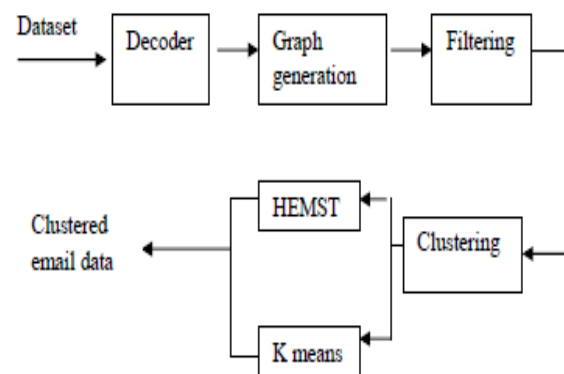 Dataset
Decoder
Graph
generation
Filtering
HEMST
Clustered
email data
Clustering
K means